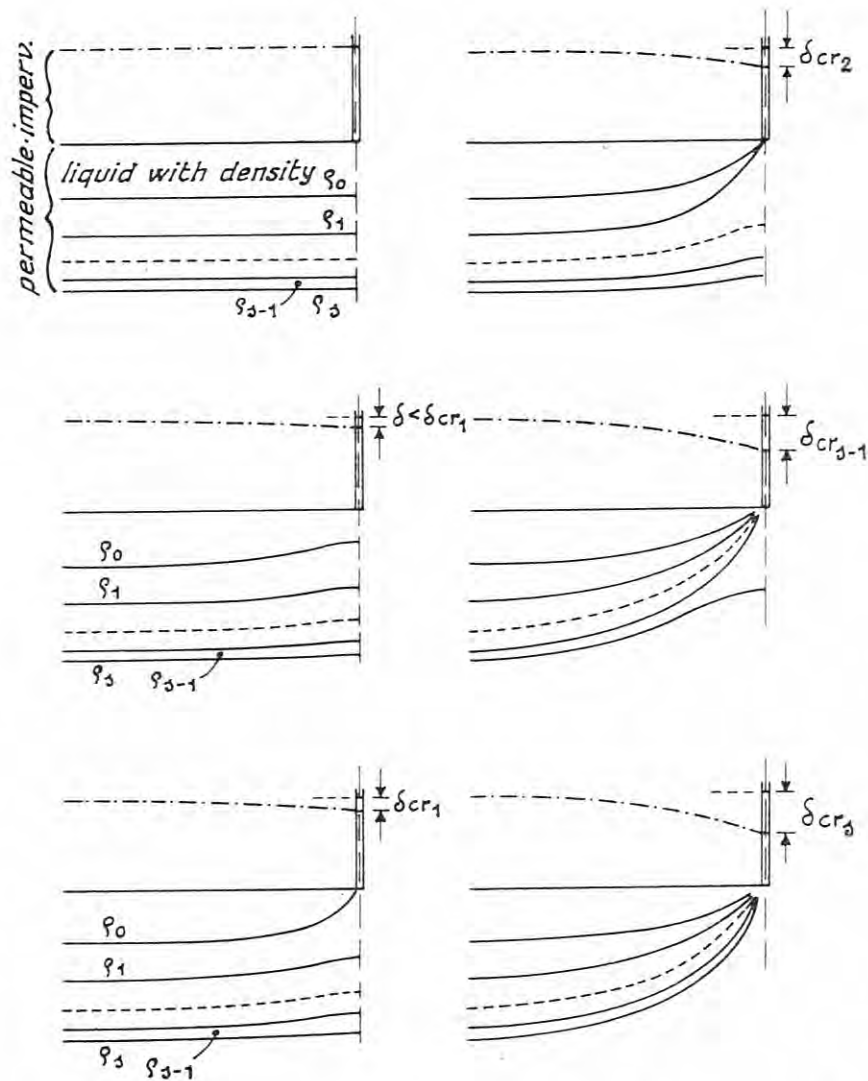 permeable·imperv.
liquid with density ρ0
ρ1
ρs-1 ρs
δcr2
δ<δcr1
ρ0
ρ1
ρs ρs-1
δcrs-1
δcr1
ρ0
ρ1
ρs ρs-1
δcrs